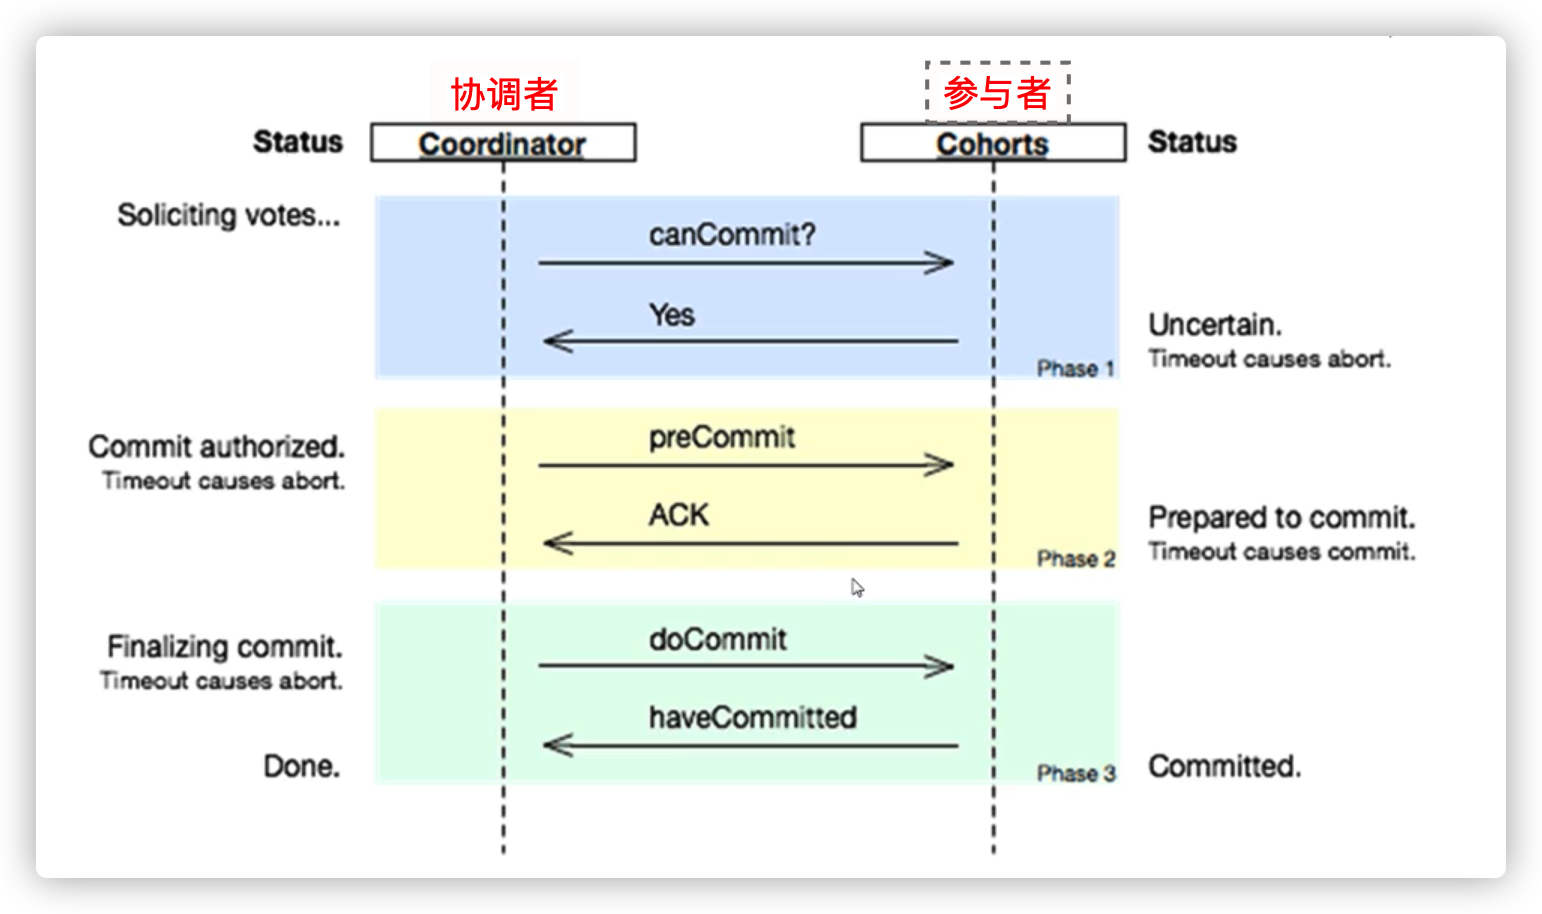 协调者
参与者
Status
Coordinator
Cohorts
Status
Soliciting votes...
canCommit?
Yes
Uncertain.
Timeout causes abort.
Phase 1
Commit authorized.
Timeout causes abort.
preCommit
ACK
Prepared to commit.
Timeout causes commit.
Phase 2
Finalizing commit.
Timeout causes abort.
doCommit
haveCommitted
Done.
Phase 3
Committed.